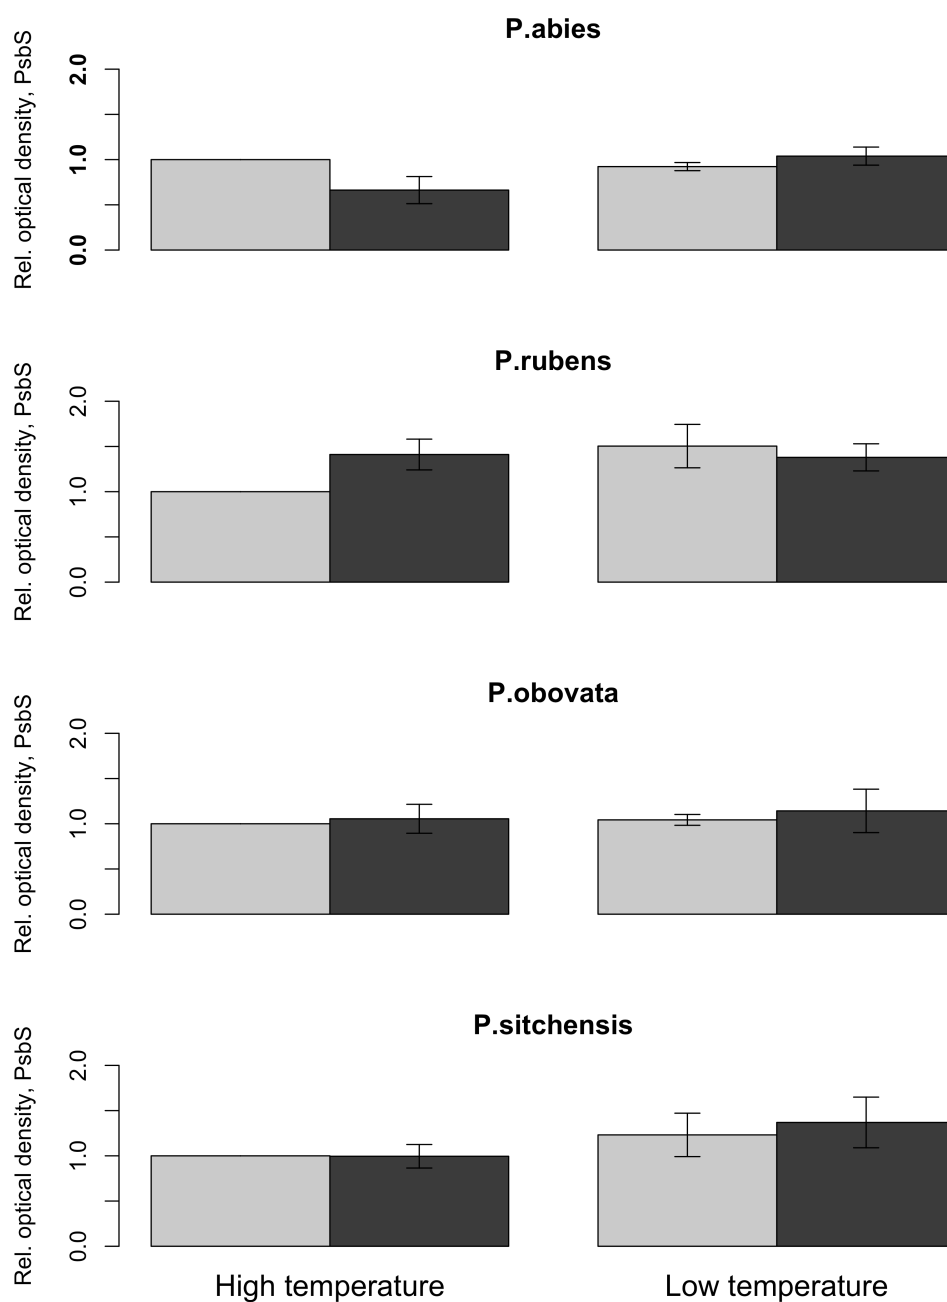 P.abies
Rel. optical density, PsbS
2.0
1.0
0.0
P.rubens
Rel. optical density, PsbS
2.0
1.0
0.0
P.obovata
Rel. optical density, PsbS
2.0
1.0
0.0
P.sitchensis
Rel. optical density, PsbS
2.0
1.0
0.0
High temperature
Low temperature